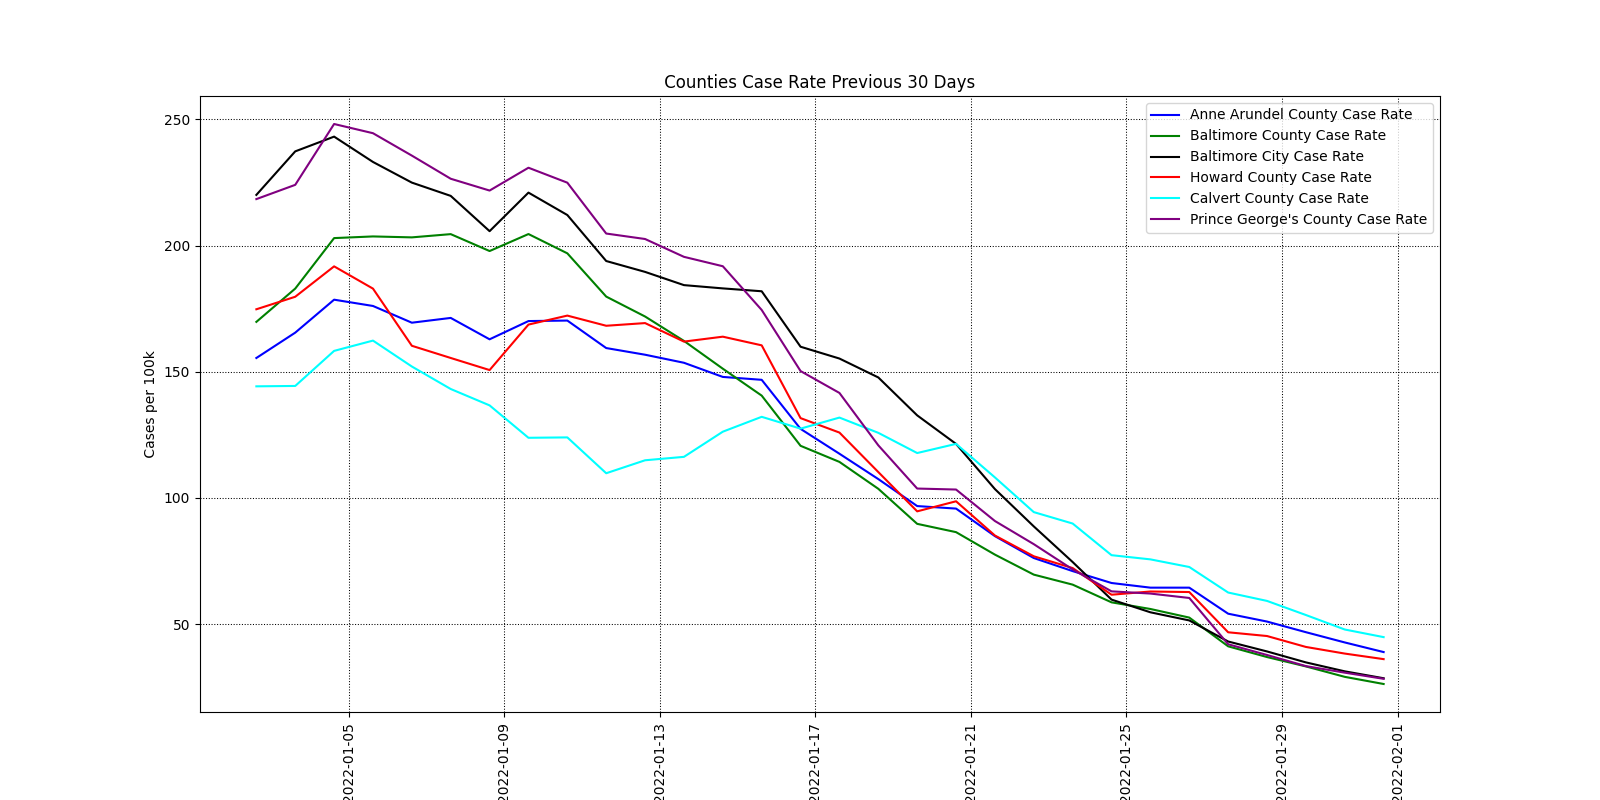 Counties Case Rate Previous 30 Days
Anne Arundel County Case Rate
Baltimore County Case Rate
Baltimore City Case Rate
Howard County Case Rate
Calvert County Case Rate
Prince George's County Case Rate
Cases per 100k
250
200
150
100
50
2022-01-05
2022-01-09
2022-01-13
2022-01-17
2022-01-21
2022-01-25
2022-01-29
2022-02-01